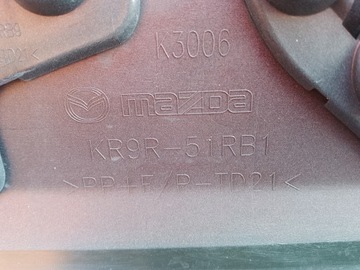 K3006
mazda
KR9R-51RB1
>PP+E/P-TD21<